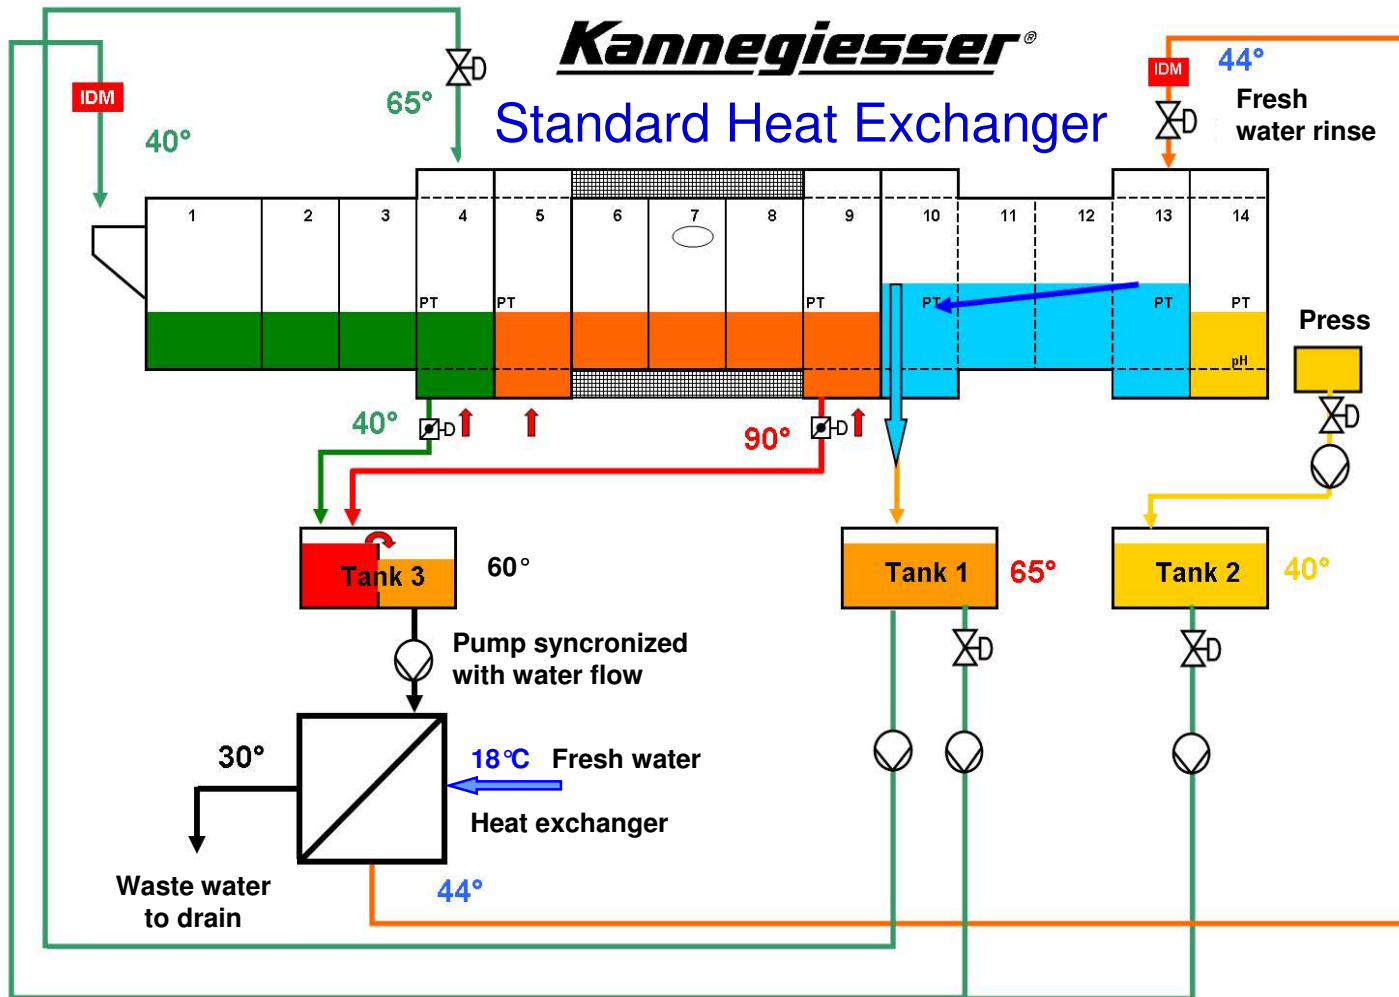 Kannegiesser®
Standard Heat Exchanger
IDM
40°
65°
IDM
44°
Fresh
water rinse
1 2 3 4 5 6 7 8 9 10 11 12 13 14
PT PT PT PT PT PT
pH
Press
40°
D
90°
D
D
D
D
Tank 3
60°
Tank 1
65°
Tank 2
40°
Pump syncronized
with water flow
D
D
30°
18°C Fresh water
Heat exchanger
44°
Waste water
to drain